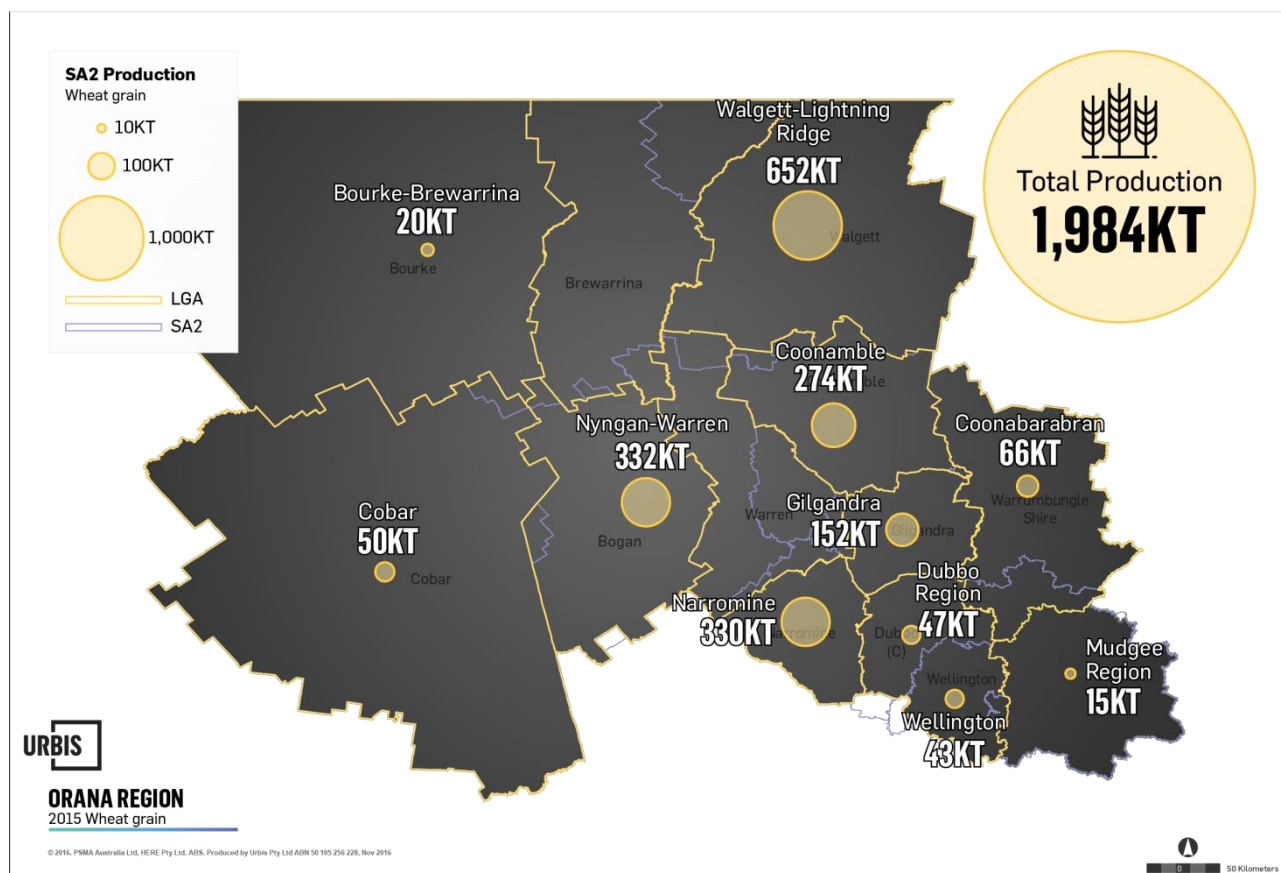 SA2 Production
Wheat grain
10KT
100KT
1,000KT
LGA
SA2
Total Production
1,984KT
Walgett-Lightning
Ridge
652KT
Walgett
Bourke-Brewarrina
20KT
Bourke
Brewarrina
Coonamble
274KT
ble
Coonabarabran
66KT
Warrumbungle
Shire
Nyngan-Warren
332KT
Bogan
Warren
Gilgandra
152KT
Gilgandra
Cobar
50KT
Cobar
Dubbo
Region
47KT
Dubbo
(C)
Narromine
330KT
Narromine
Mudgee
Region
15KT
Wellington
Wellington
43KT
URBIS
ORANA REGION
2015 Wheat grain
© 2016. PSMA Australia Ltd, HERE Pty Ltd. ABS. Produced by Urbis Pty Ltd ABN 50 105 256 228, Nov 2016
0
50 Kilometers